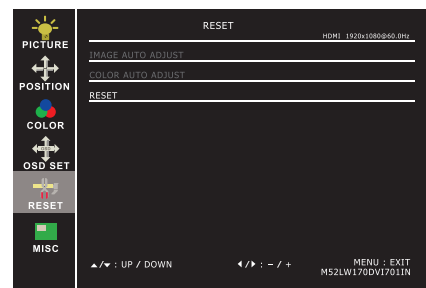 PICTURE
POSITION
COLOR
OSD SET
RESET
MISC
RESET
HDMI 1920x1080@60.0Hz
IMAGE AUTO ADJUST
COLOR AUTO ADJUST
RESET
▲/▼ : UP / DOWN
◀/▶ : – / +
MENU : EXIT
M52LW170DVI701IN